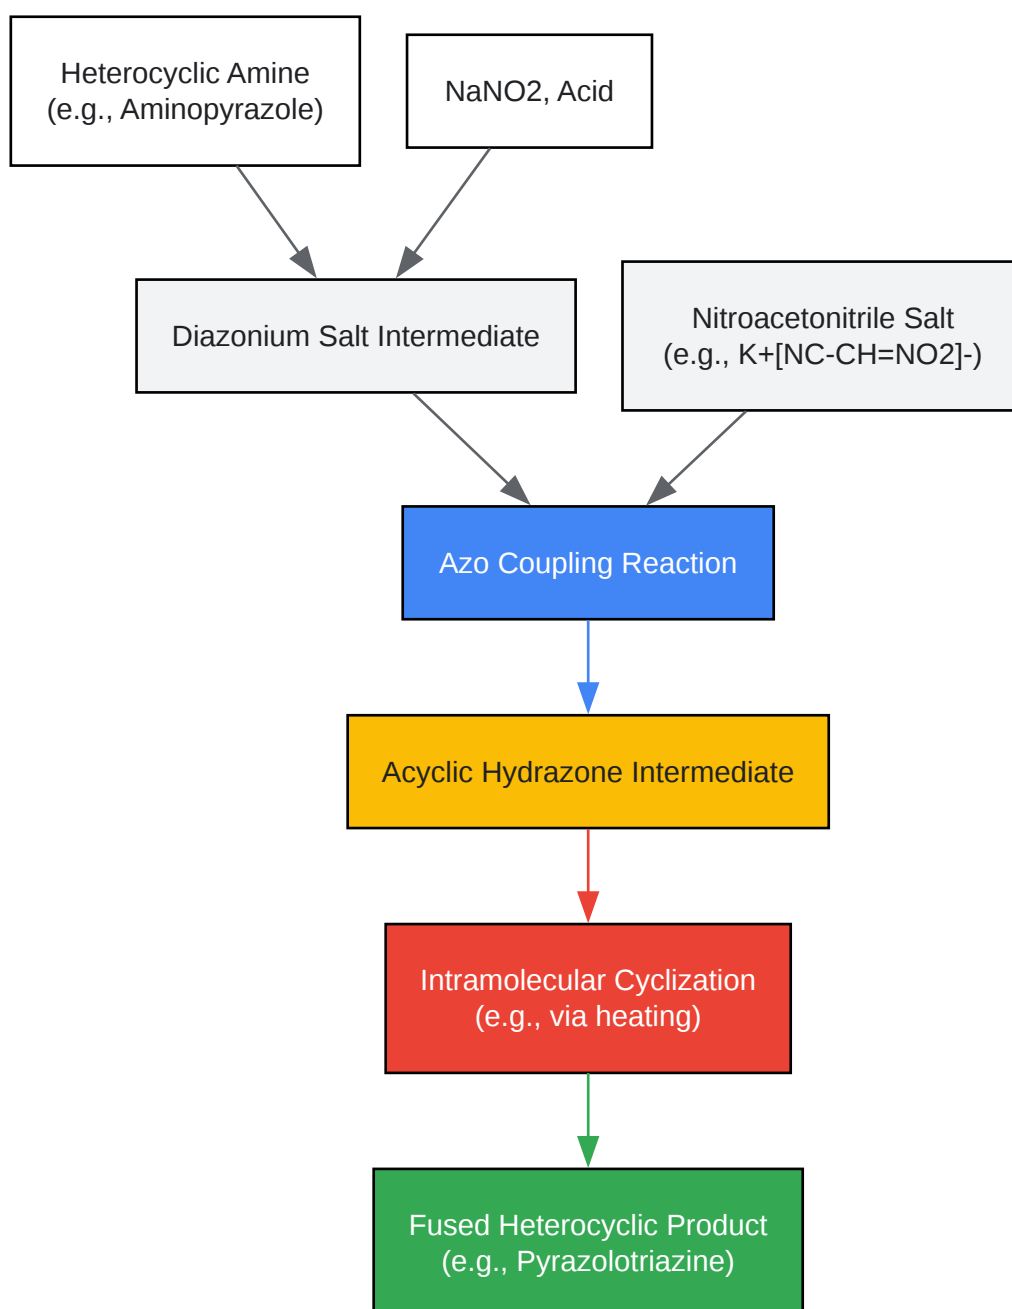 Heterocyclic Amine
(e.g., Aminopyrazole)
NaNO2, Acid
Diazonium Salt Intermediate
Nitroacetonitrile Salt
(e.g., K+[NC-CH=NO2]-)
Azo Coupling Reaction
Acyclic Hydrazone Intermediate
Intramolecular Cyclization
(e.g., via heating)
Fused Heterocyclic Product
(e.g., Pyrazolotriazine)